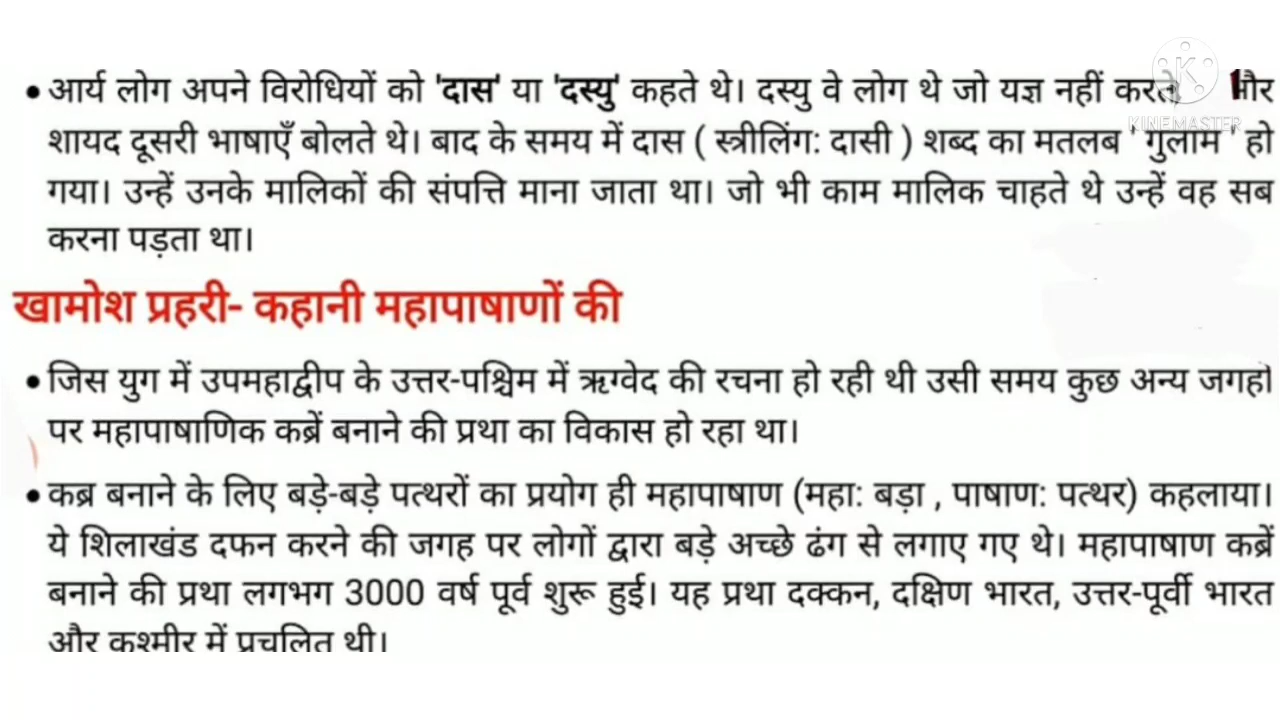 • आर्य लोग अपने विरोधियों को 'दास' या 'दस्यु' कहते थे। दस्यु वे लोग थे जो यज्ञ नहीं करते और
शायद दूसरी भाषाएँ बोलते थे। बाद के समय में दास ( स्त्रीलिंग: दासी ) शब्द का मतलब ' गुलाम ' हो
गया। उन्हें उनके मालिकों की संपत्ति माना जाता था। जो भी काम मालिक चाहते थे उन्हें वह सब
करना पड़ता था।
खामोश प्रहरी- कहानी महापाषाणों की
• जिस युग में उपमहाद्वीप के उत्तर-पश्चिम में ऋग्वेद की रचना हो रही थी उसी समय कुछ अन्य जगहों
पर महापाषाणिक कब्रें बनाने की प्रथा का विकास हो रहा था।
• कब्र बनाने के लिए बड़े-बड़े पत्थरों का प्रयोग ही महापाषाण (महा: बड़ा , पाषाण: पत्थर) कहलाया।
ये शिलाखंड दफन करने की जगह पर लोगों द्वारा बड़े अच्छे ढंग से लगाए गए थे। महापाषाण कब्रें
बनाने की प्रथा लगभग 3000 वर्ष पूर्व शुरू हुई। यह प्रथा दक्कन, दक्षिण भारत, उत्तर-पूर्वी भारत
और कश्मीर में प्रचलित थी।
K
KINEMASTER